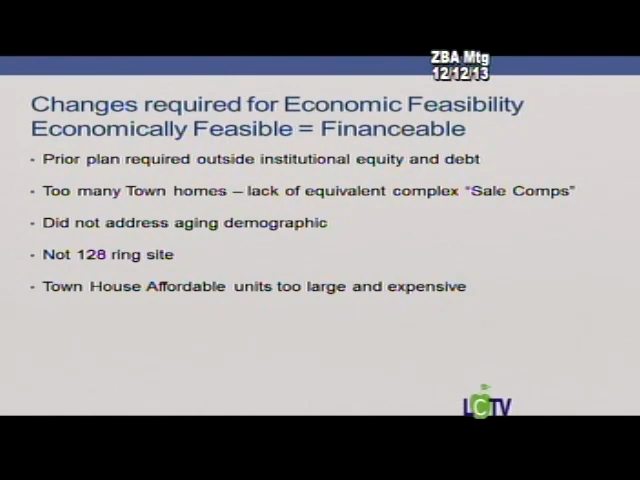 ZBA Mtg
12/12/13
Changes required for Economic Feasibility
Economically Feasible = Financeable
- Prior plan required outside institutional equity and debt
- Too many Town homes – lack of equivalent complex “Sale Comps”
- Did not address aging demographic
- Not 128 ring site
- Town House Affordable units too large and expensive
LCTV